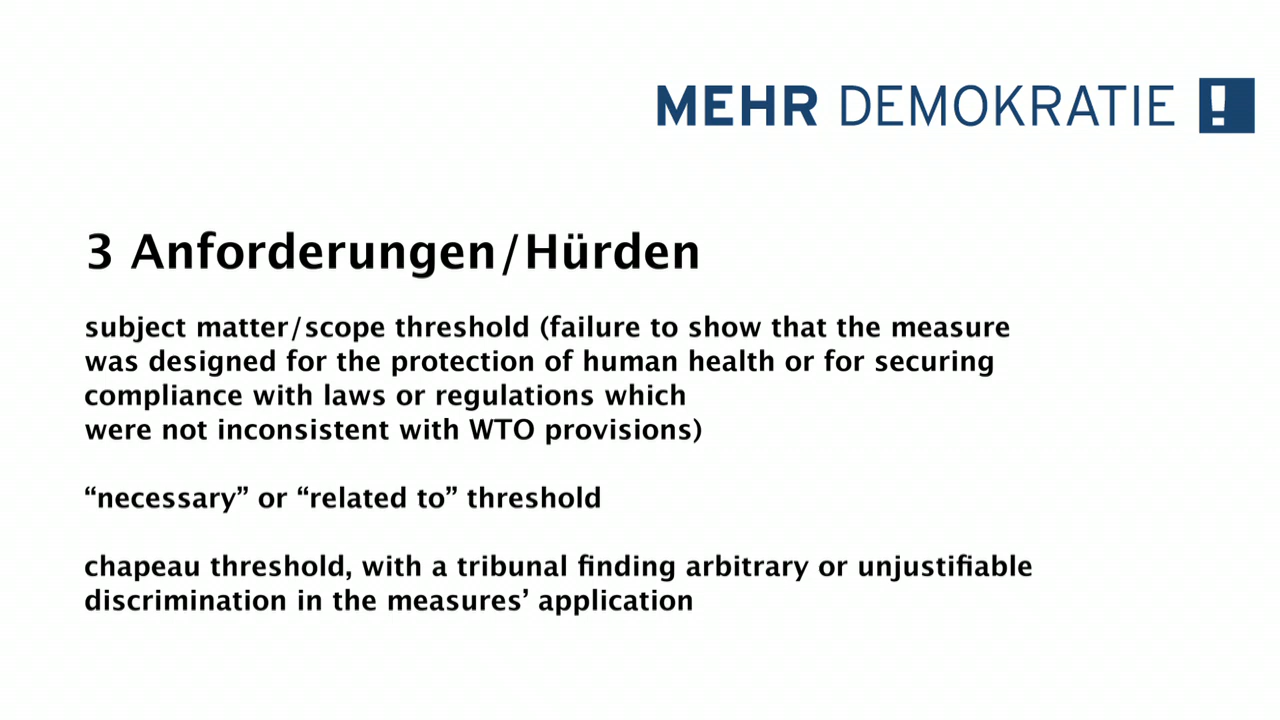 MEHR DEMOKRATIE !
3 Anforderungen/Hürden
subject matter/scope threshold (failure to show that the measure
was designed for the protection of human health or for securing
compliance with laws or regulations which
were not inconsistent with WTO provisions)
“necessary” or “related to” threshold
chapeau threshold, with a tribunal finding arbitrary or unjustifiable
discrimination in the measures’ application